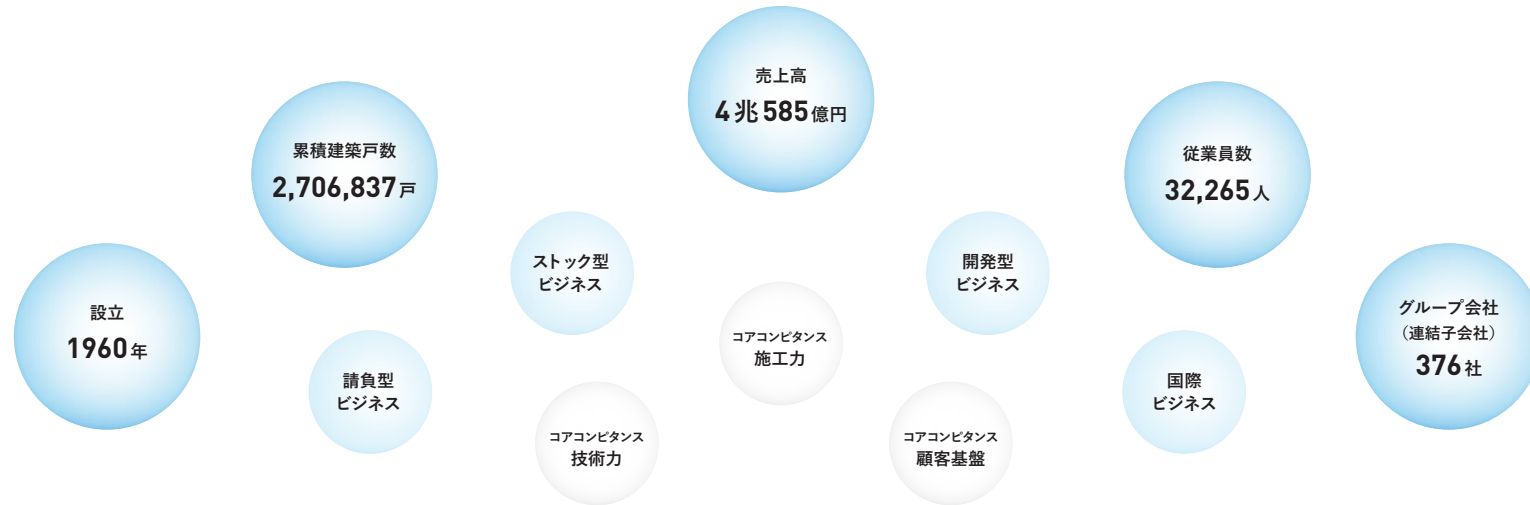 売上高
4兆585億円
累積建築戸数
2,706,837戸
従業員数
32,265人
設立
1960年
ストック型
ビジネス
開発型
ビジネス
グループ会社
（連結子会社）
376社
請負型
ビジネス
コアコンピタンス
施工力
国際
ビジネス
コアコンピタンス
技術力
コアコンピタンス
顧客基盤